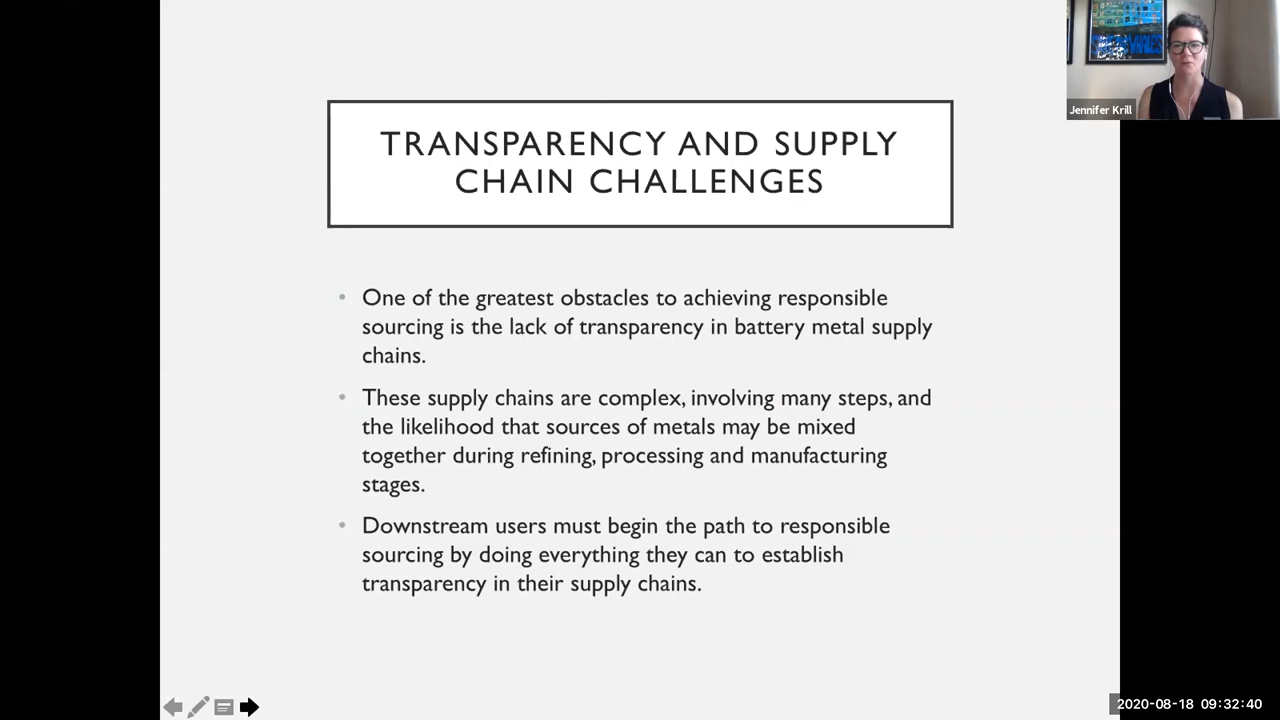 TRANSPARENCY AND SUPPLY
CHAIN CHALLENGES
• One of the greatest obstacles to achieving responsible
sourcing is the lack of transparency in battery metal supply
chains.
• These supply chains are complex, involving many steps, and
the likelihood that sources of metals may be mixed
together during refining, processing and manufacturing
stages.
• Downstream users must begin the path to responsible
sourcing by doing everything they can to establish
transparency in their supply chains.
WHALES
Jennifer Krill
2020-08-18 09:32:40